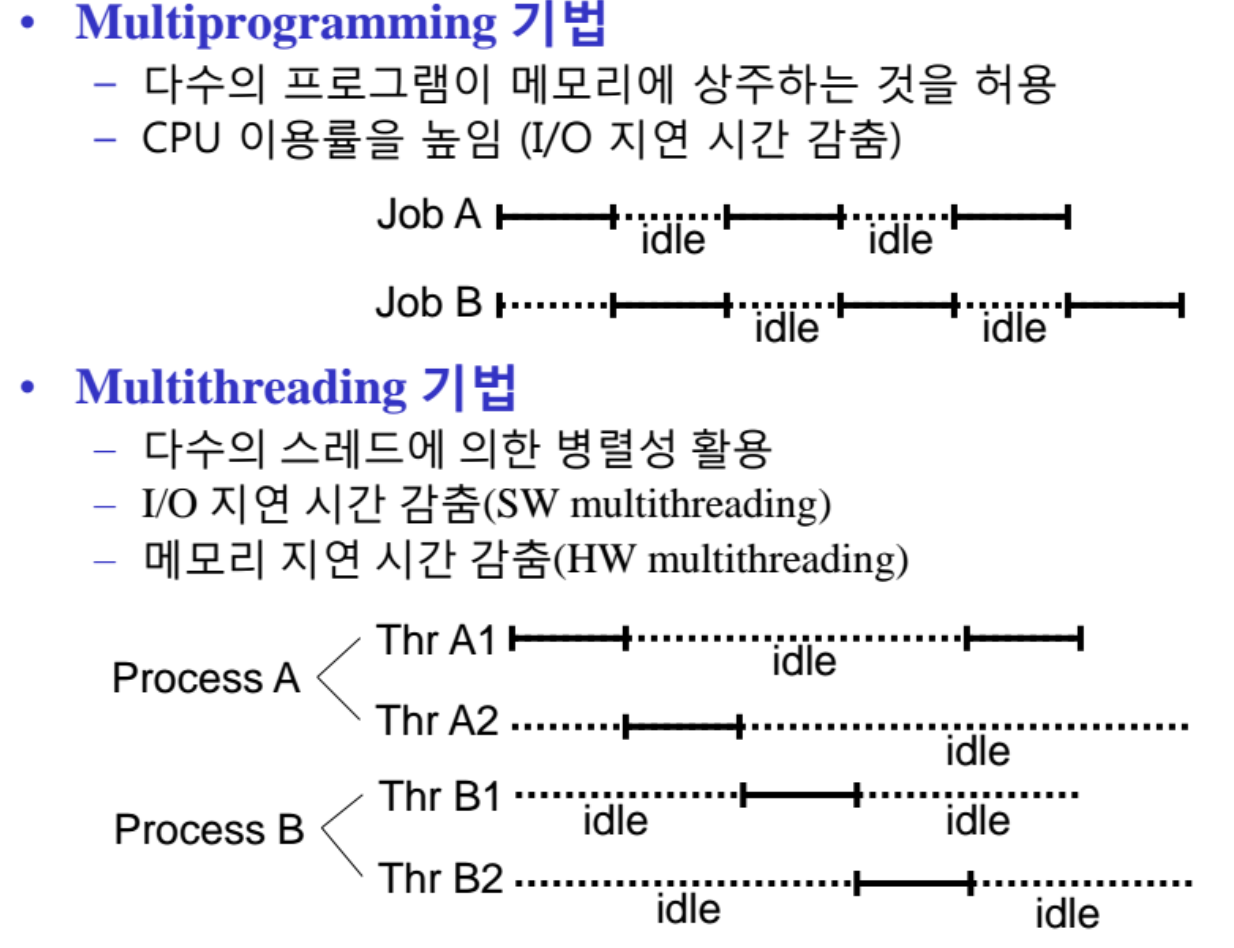 • Multiprogramming 기법
– 다수의 프로그램이 메모리에 상주하는 것을 허용
– CPU 이용률을 높임 (I/O 지연 시간 감춤)
Job A
idle idle
Job B
idle idle
• Multithreading 기법
– 다수의 스레드에 의한 병렬성 활용
– I/O 지연 시간 감춤(SW multithreading)
– 메모리 지연 시간 감춤(HW multithreading)
Thr A1
idle
Process A
Thr A2
idle
Thr B1
idle idle
Process B
Thr B2
idle idle